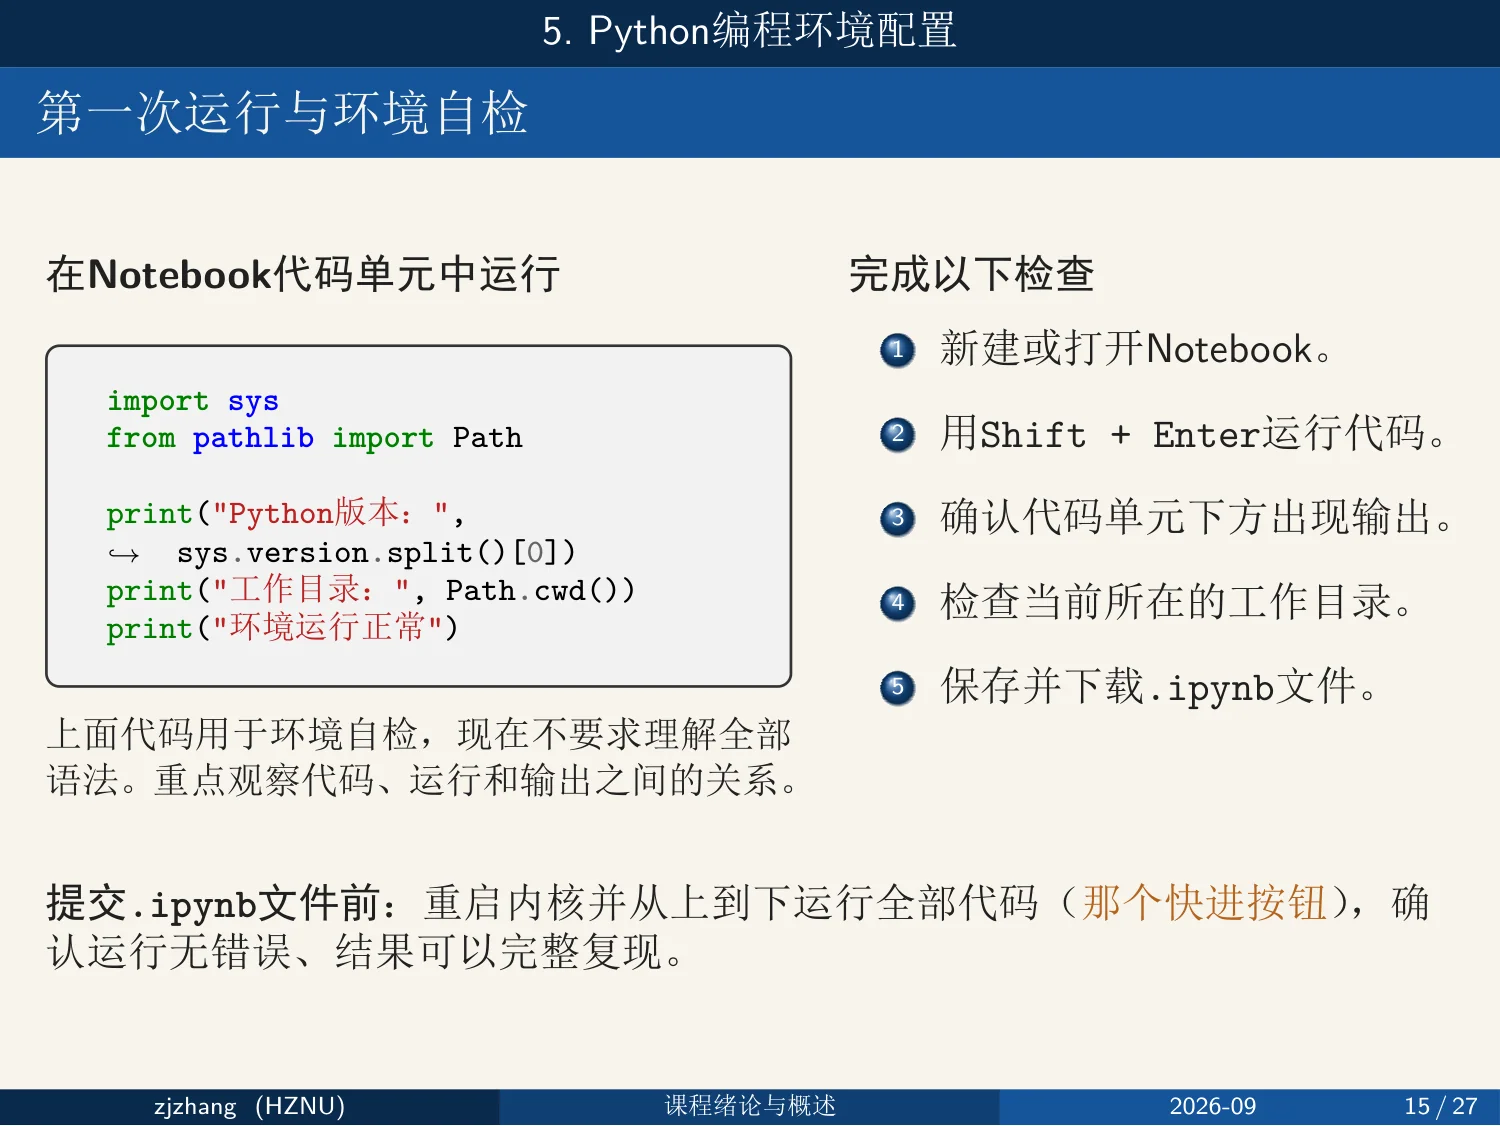 5. Python编程环境配置
第一次运行与环境自检
在Notebook代码单元中运行
import sys
from pathlib import Path
print("Python版本：",
↪ sys.version.split()[0])
print("工作目录：", Path.cwd())
print("环境运行正常")
上面代码用于环境自检，现在不要求理解全部
语法。重点观察代码、运行和输出之间的关系。
完成以下检查
1 新建或打开Notebook。
2 用Shift + Enter运行代码。
3 确认代码单元下方出现输出。
4 检查当前所在的工作目录。
5 保存并下载.ipynb文件。
提交.ipynb文件前：重启内核并从上到下运行全部代码（那个快进按钮），确
认运行无错误、结果可以完整复现。
zjzhang (HZNU)
课程绪论与概述
2026-09
15 / 27